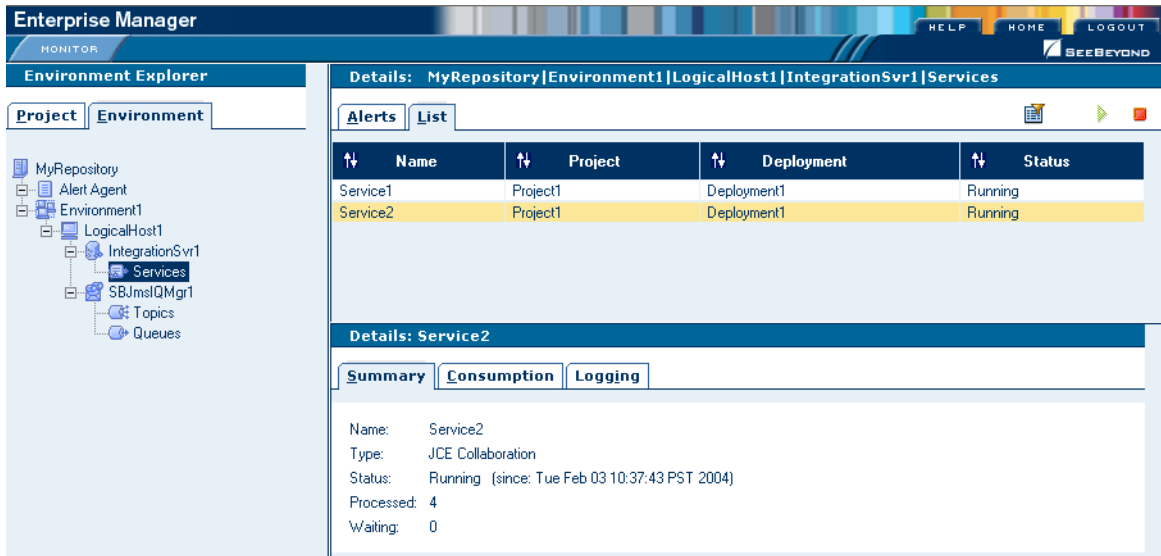 Enterprise Manager
HELP HOME LOGOUT
MONITOR
SEEBEYOND
Environment Explorer
Project Environment
MyRepository
Alert Agent
Environment1
LogicalHost1
IntegrationSvr1
Services
SBJmsIQMgr1
Topics
Queues
Details: MyRepository|Environment1|LogicalHost1|IntegrationSvr1|Services
Alerts List
Name Project Deployment Status
Service1 Project1 Deployment1 Running
Service2 Project1 Deployment1 Running
Details: Service2
Summary Consumption Logging
Name: Service2
Type: JCE Collaboration
Status: Running (since: Tue Feb 03 10:37:43 PST 2004)
Processed: 4
Waiting: 0